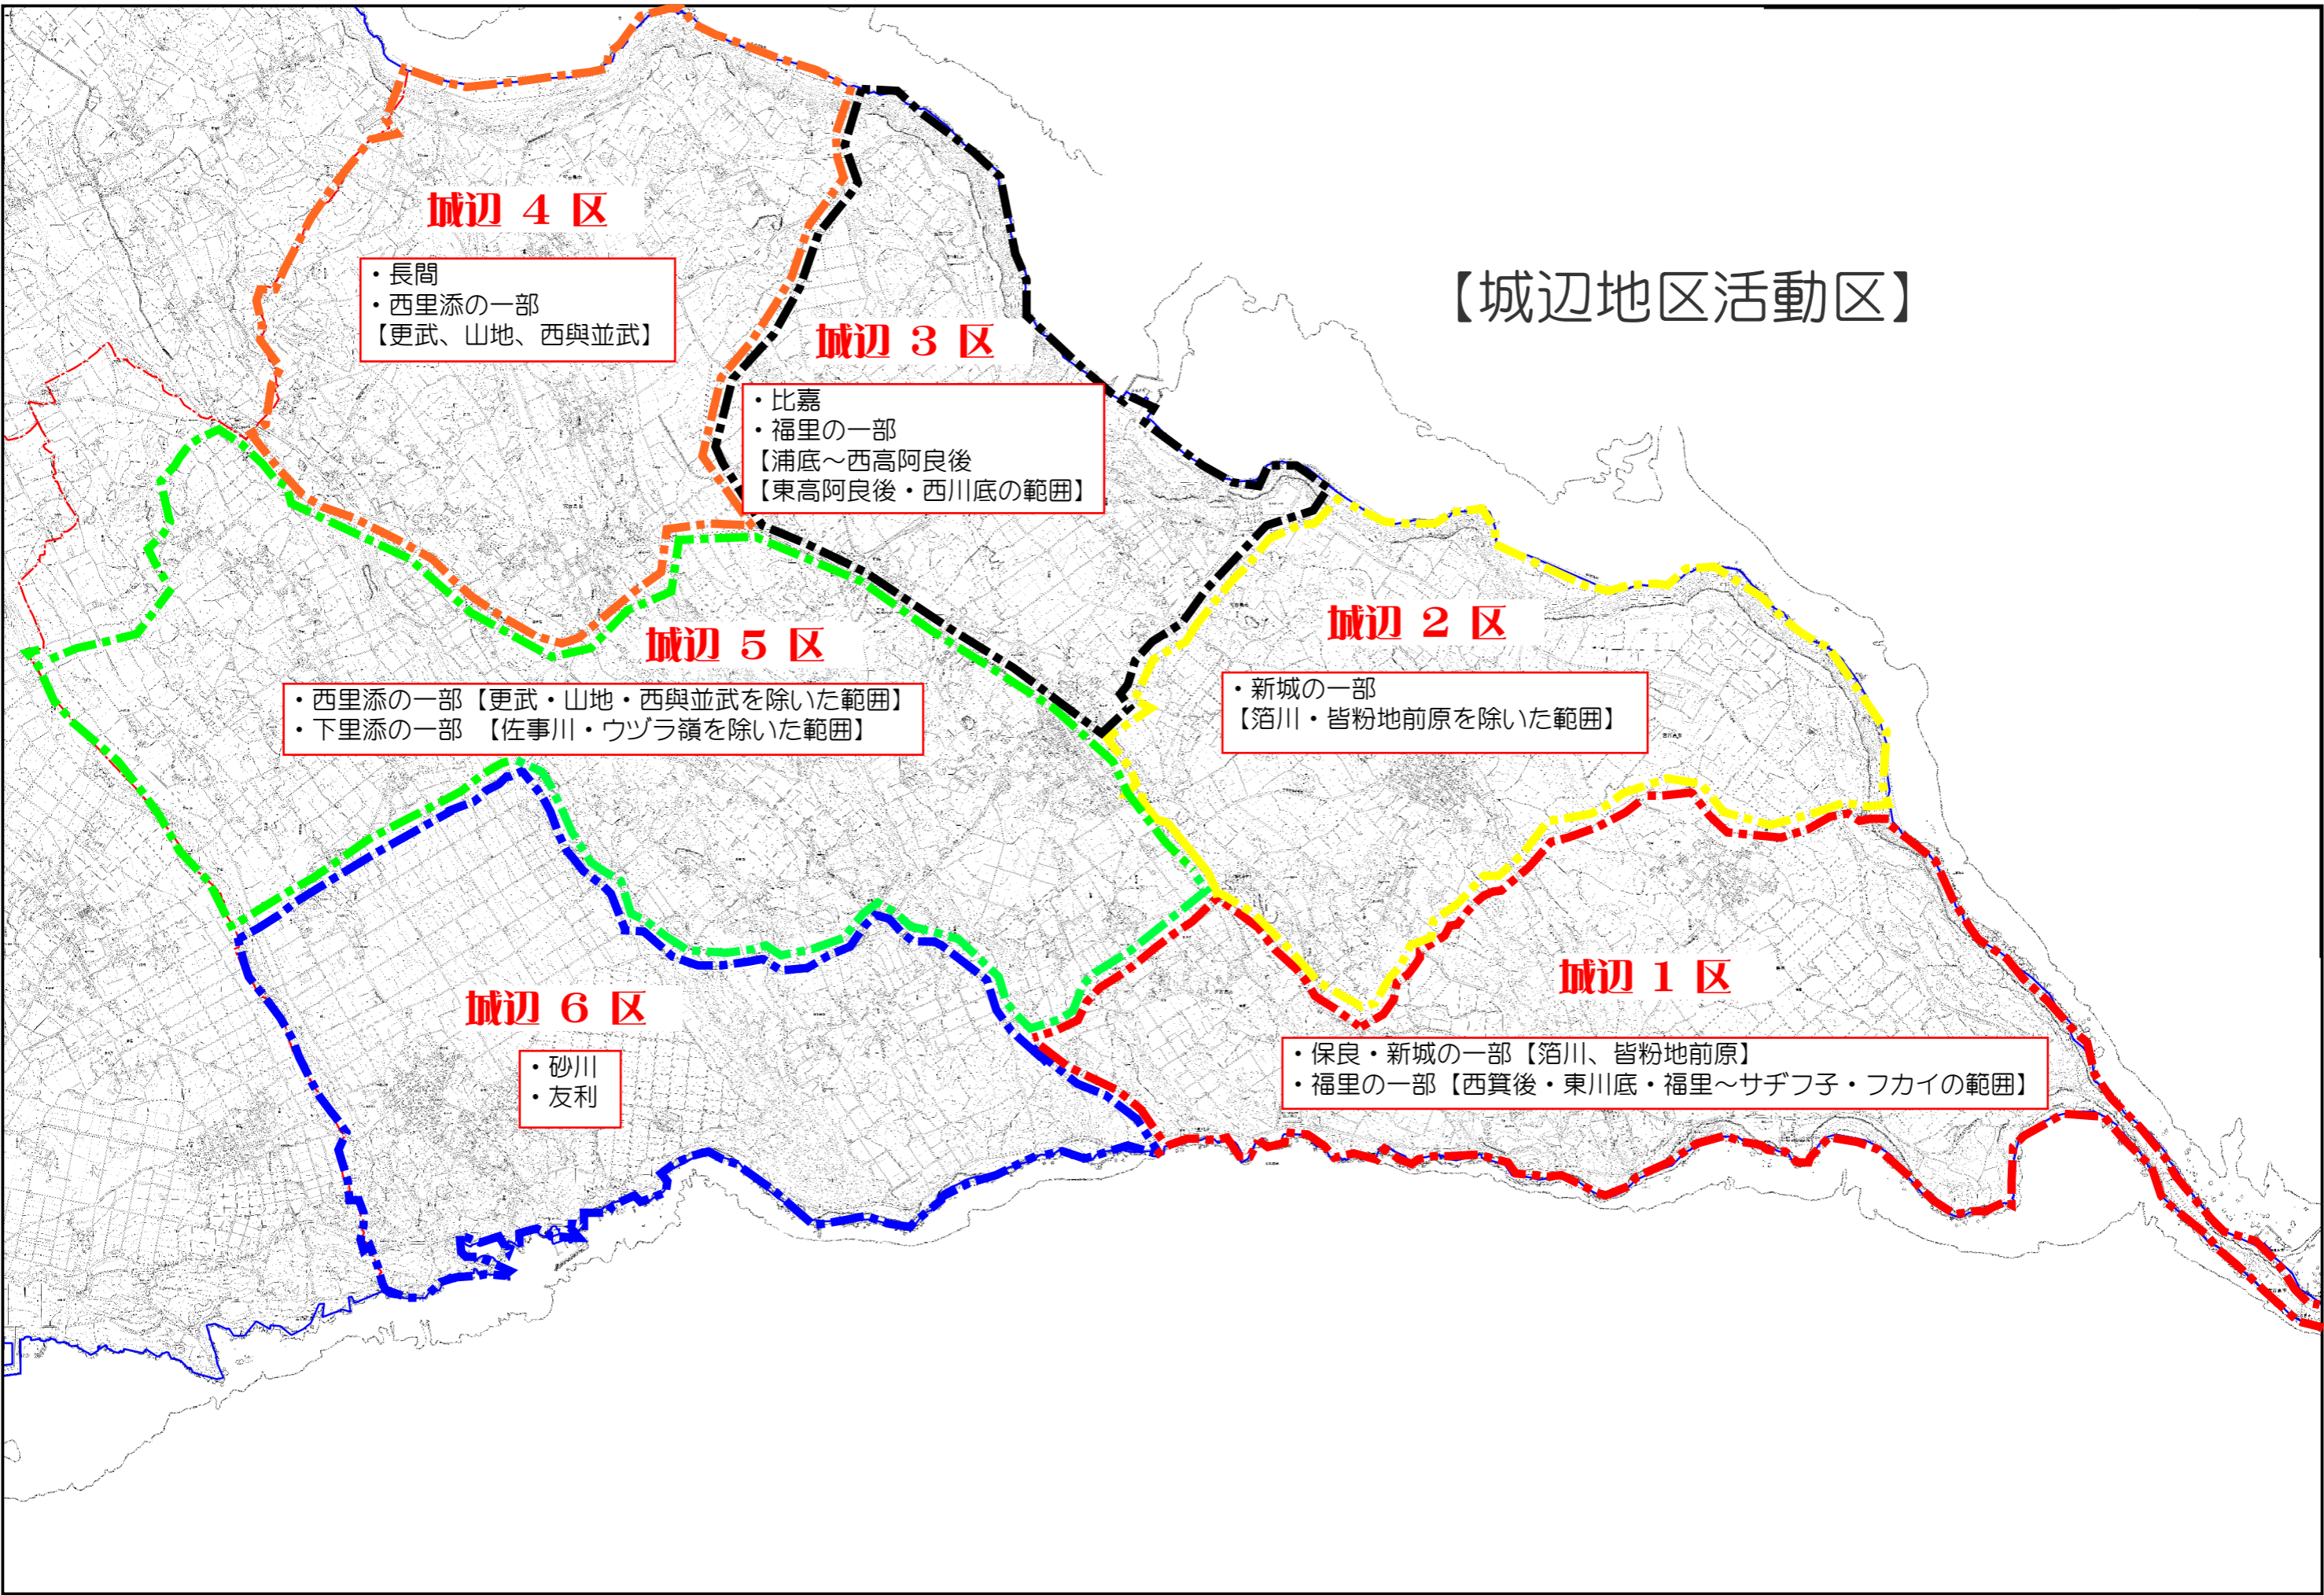 【城辺地区活動区】
城辺 4 区
・長間
・西里添の一部
【更武、山地、西與並武】
城辺 3 区
・比嘉
・福里の一部
【浦底～西高阿良後
【東高阿良後・西川底の範囲】
城辺 2 区
・新城の一部
【箔川・皆粉地前原を除いた範囲】
城辺 5 区
・西里添の一部【更武・山地・西與並武を除いた範囲】
・下里添の一部 【佐事川・ウヅラ嶺を除いた範囲】
城辺 1 区
・保良・新城の一部【箔川、皆粉地前原】
・福里の一部【西箕後・東川底・福里～サヂフ子・フカイの範囲】
城辺 6 区
・砂川
・友利